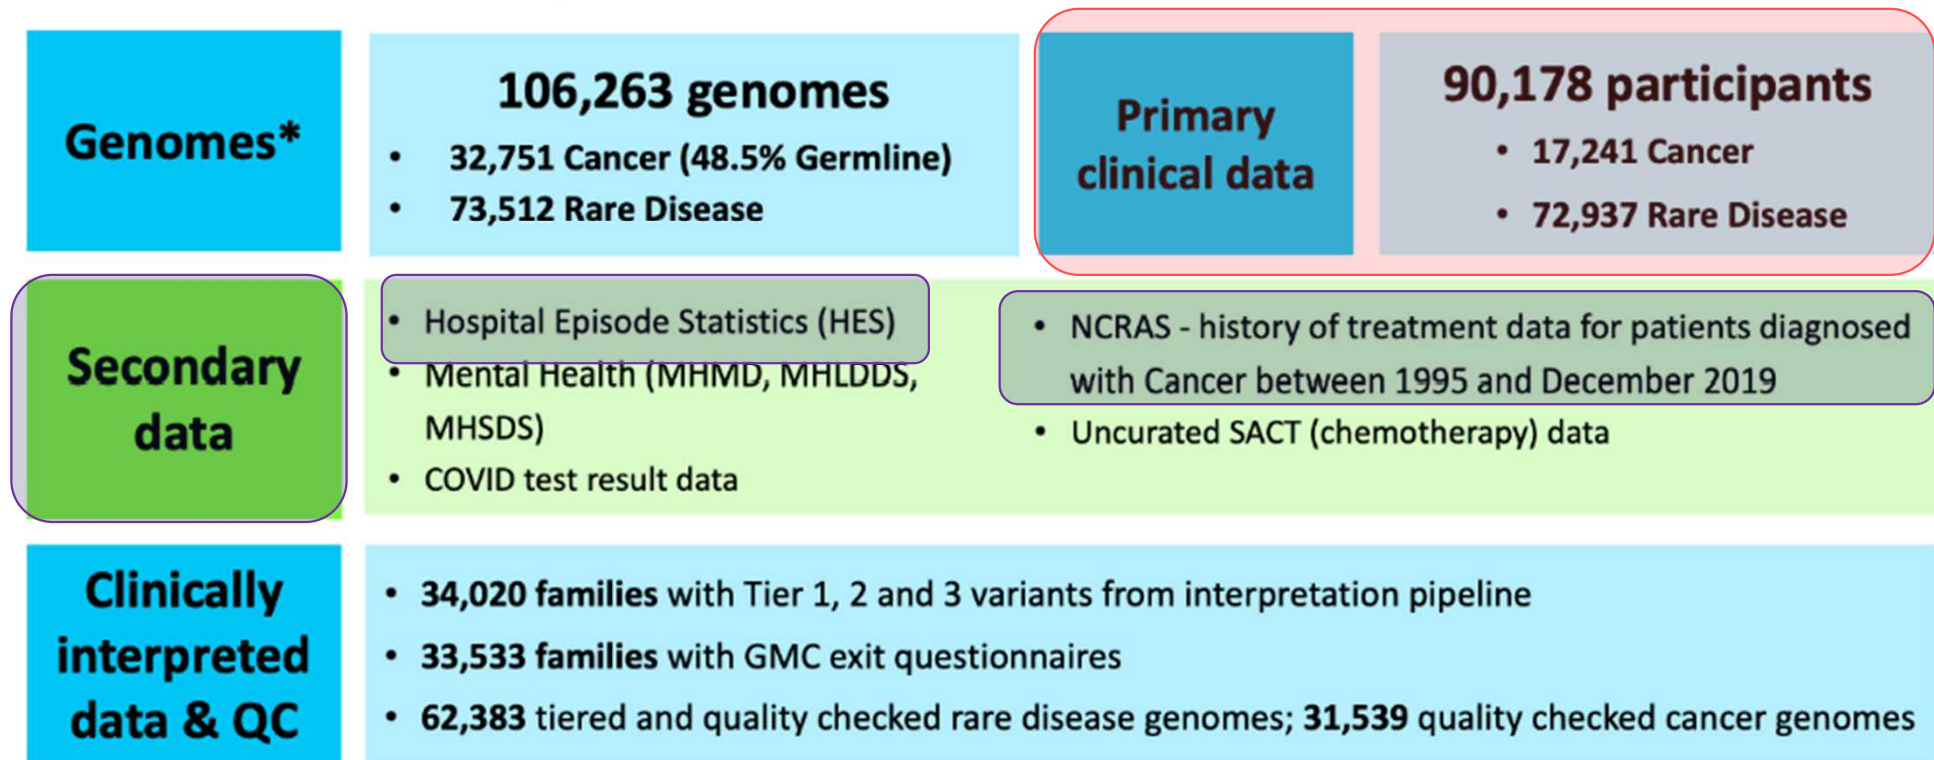 Genomes*
106,263 genomes
• 32,751 Cancer (48.5% Germline)
• 73,512 Rare Disease
Primary
clinical data
90,178 participants
• 17,241 Cancer
• 72,937 Rare Disease
Secondary
data
• Hospital Episode Statistics (HES)
• Mental Health (MHMD, MHLDDS,
MHSDS)
• COVID test result data
• NCRAS - history of treatment data for patients diagnosed
with Cancer between 1995 and December 2019
• Uncurated SACT (chemotherapy) data
Clinically
interpreted
data & QC
• 34,020 families with Tier 1, 2 and 3 variants from interpretation pipeline
• 33,533 families with GMC exit questionnaires
• 62,383 tiered and quality checked rare disease genomes; 31,539 quality checked cancer genomes